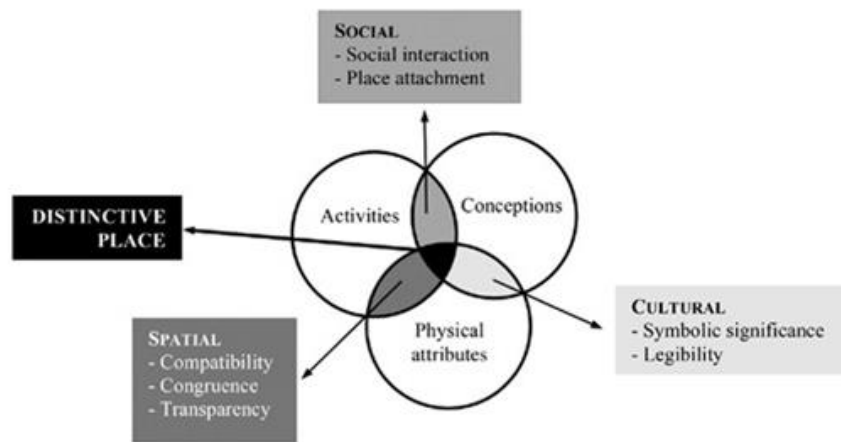 SOCIAL
- Social interaction
- Place attachment
Activities
Conceptions
DISTINCTIVE
PLACE
Physical
attributes
SPATIAL
- Compatibility
- Congruence
- Transparency
CULTURAL
- Symbolic significance
- Legibility